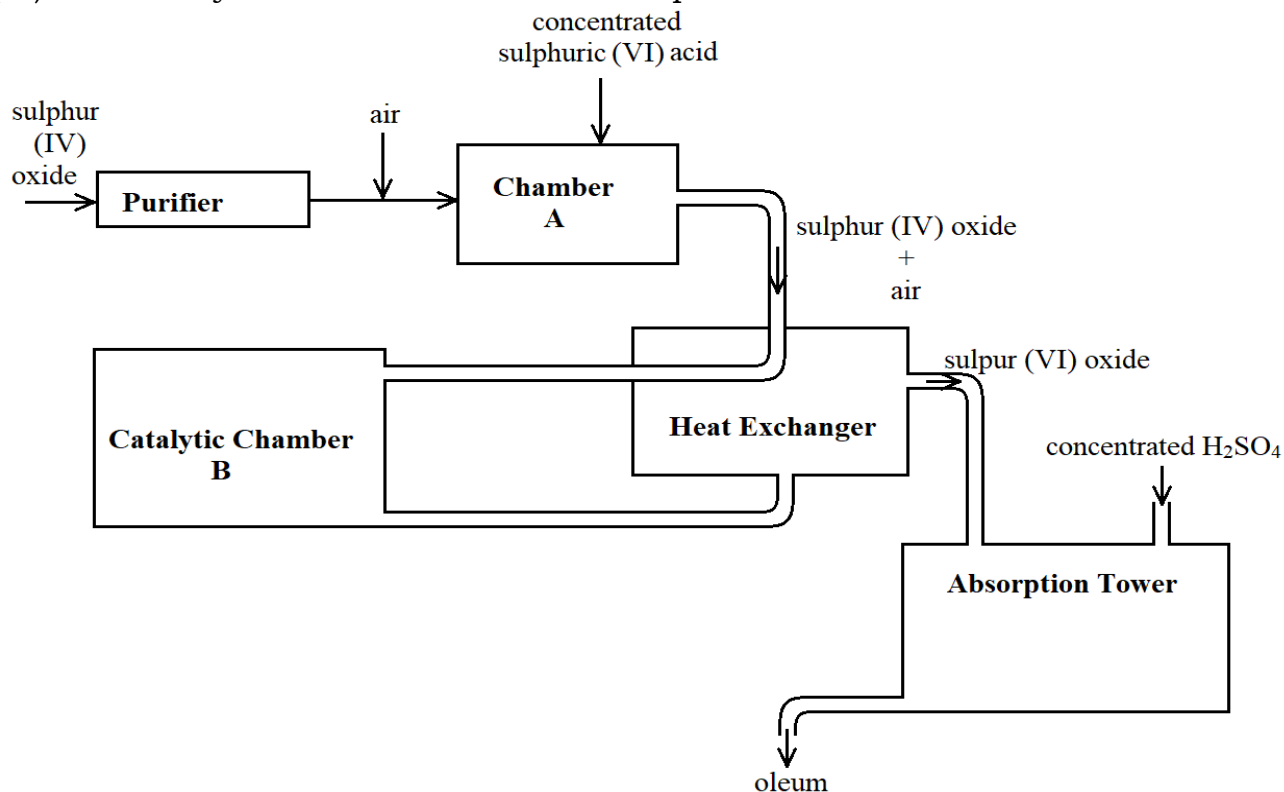 concentrated
sulphuric (VI) acid
sulphur
(IV)
oxide
air
Purifier
Chamber
A
sulphur (IV) oxide
+
air
sulpur (VI) oxide
Catalytic Chamber
B
Heat Exchanger
concentrated H₂SO₄
Absorption Tower
oleum